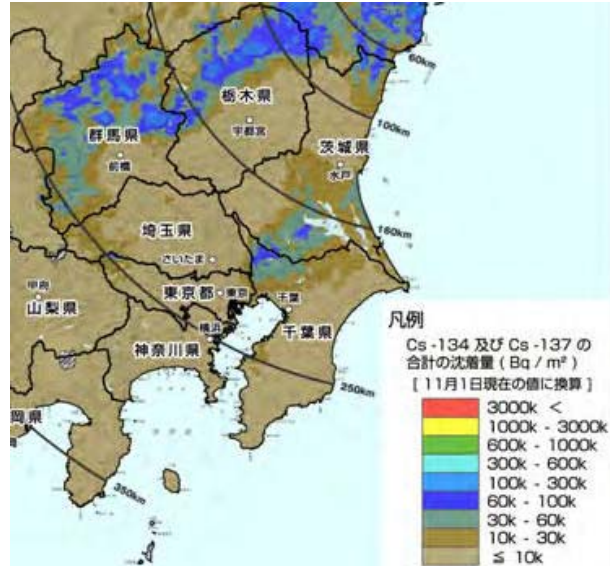 60km
栃木県
100km
宇都宮
群馬県
茨城県
前橋
水戸
埼玉県
160km
さいたま
甲府
東京都
東京
千葉
山梨県
横浜
千葉県
神奈川県
250km
岡県
350km
凡例
Cs -134 及び Cs -137 の
合計の沈着量 ( Bq / m² )
[ 11月1日現在の値に換算 ]
3000k <
1000k - 3000k
600k - 1000k
300k - 600k
100k - 300k
60k - 100k
30k - 60k
10k - 30k
≦ 10k